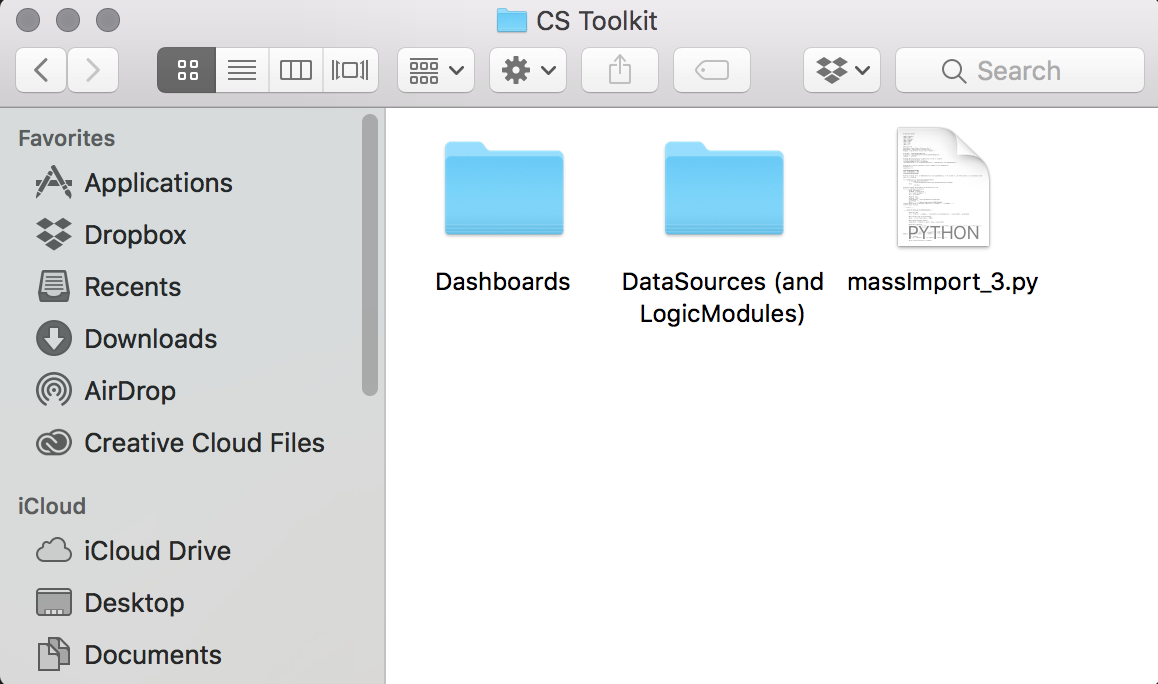 CS Toolkit
Search
Favorites
Applications
Dropbox
Recents
Downloads
AirDrop
Creative Cloud Files
iCloud
iCloud Drive
Desktop
Documents
PYTHON
Dashboards
DataSources (and
LogicModules)
massImport_3.py